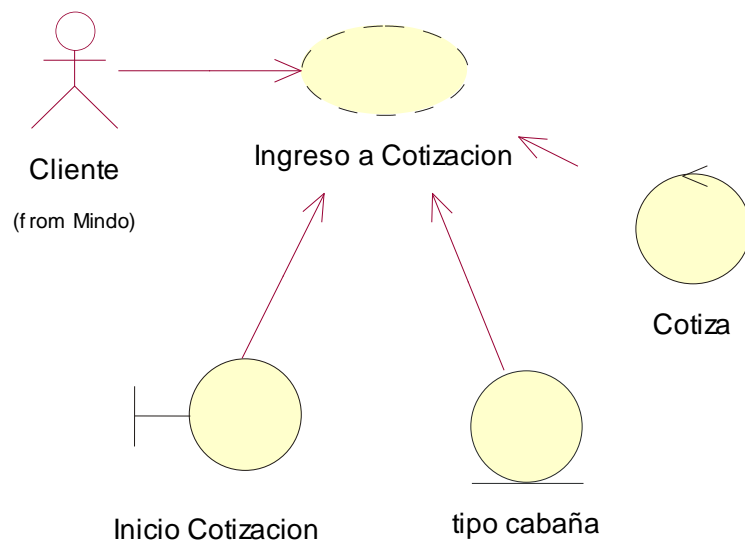 Cliente
(from Mindo)
Ingreso a Cotizacion
Cotiza
Inicio Cotizacion
tipo cabaña